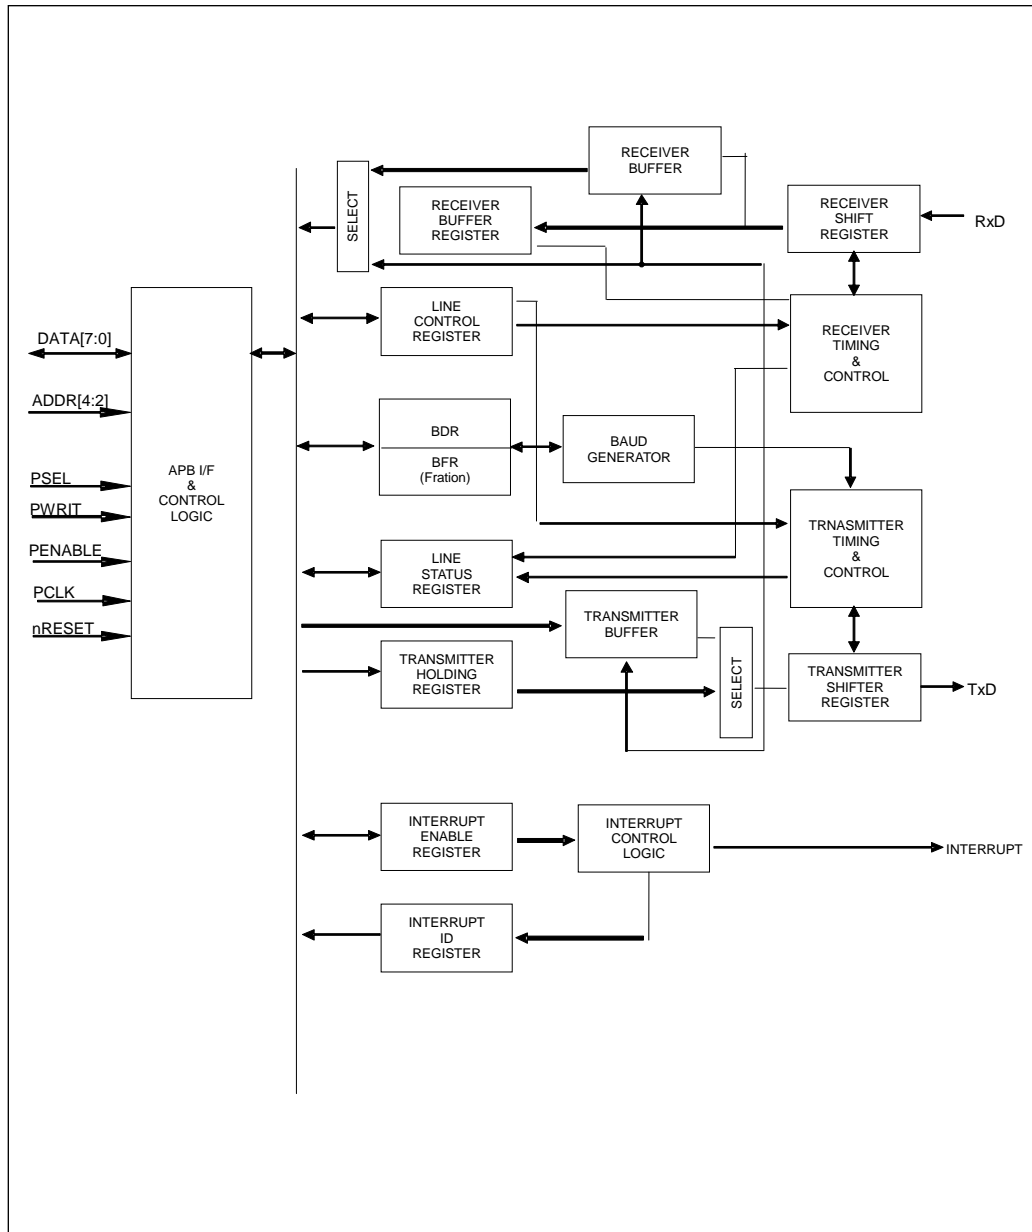 RECEIVER
BUFFER
SELECT
RECEIVER
BUFFER
REGISTER
RECEIVER
SHIFT
REGISTER
RxD
LINE
CONTROL
REGISTER
RECEIVER
TIMING
&
CONTROL
DATA[7:0]
ADDR[4:2]
PSEL
PWRIT
PENABLE
PCLK
nRESET
APB I/F
&
CONTROL
LOGIC
BDR
BFR
(Fration)
BAUD
GENERATOR
TRNASMITTER
TIMING
&
CONTROL
LINE
STATUS
REGISTER
TRANSMITTER
BUFFER
TRANSMITTER
HOLDING
REGISTER
SELECT
TRANSMITTER
SHIFTER
REGISTER
TxD
INTERRUPT
ENABLE
REGISTER
INTERRUPT
CONTROL
LOGIC
INTERRUPT
INTERRUPT
ID
REGISTER